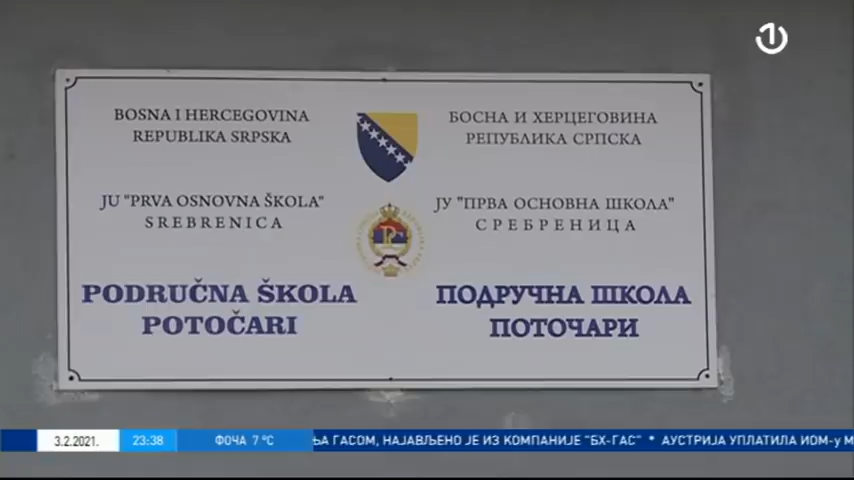 BOSNA I HERCEGOVINA
REPUBLIKA SRPSKA
JU "PRVA OSNOVNA ŠKOLA"
SREBRENICA
PODRUČNA ŠKOLA
POTOČARI
БОСНА И ХЕРЦЕГОВИНА
РЕПУБЛИКА СРПСКА
ЈУ "ПРВА ОСНОВНА ШКОЛА"
СРЕБРЕНИЦА
ПОДРУЧНА ШКОЛА
ПОТОЧАРИ
3.2.2021. 23:38 ФОЧА 7 °C ЊА ГАСОМ, НАЈАВЉЕНО ЈЕ ИЗ КОМПАНИЈЕ "БХ-ГАС" * АУСТРИЈА УПЛАТИЛА ИОМ-у М